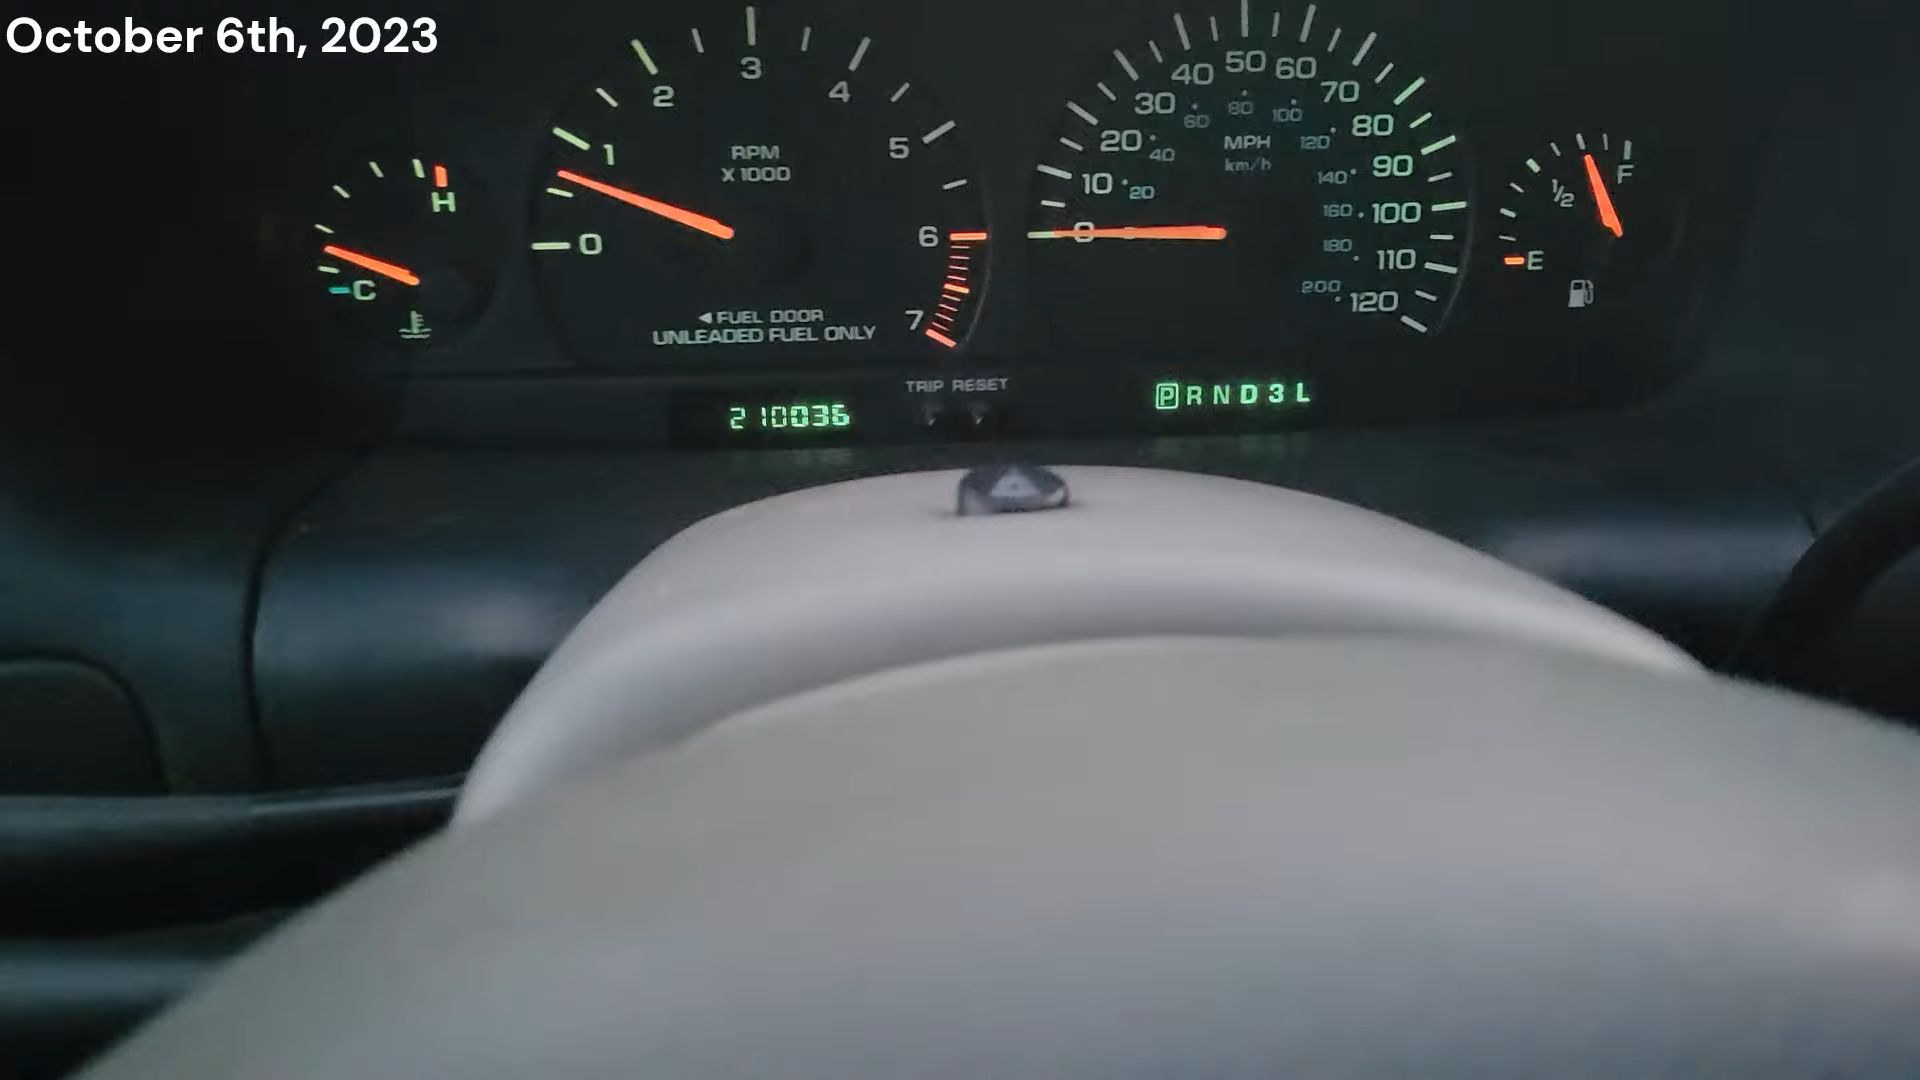 October 6th, 2023
H
C
0
1
2
3
4
5
6
7
RPM
X 1000
◄ FUEL DOOR
UNLEADED FUEL ONLY
0
10
20
30
40
50
60
70
80
90
100
110
120
20
40
60
80
100
120
140
160
180
200
MPH
km/h
F
½
E
TRIP RESET
210036
P R N D 3 L